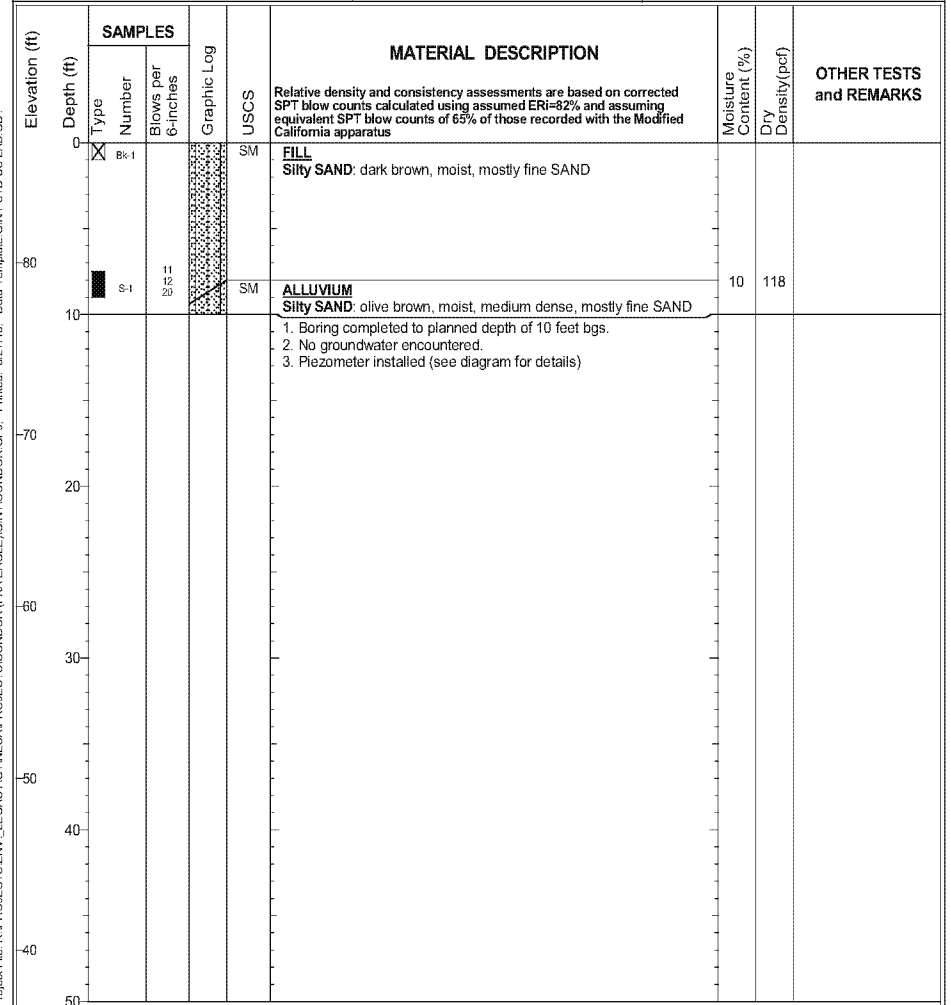 SAMPLES
Elevation (ft)
Depth (ft)
Type
Number
Blows per
6-inches
Graphic Log
USCS
MATERIAL DESCRIPTION
Relative density and consistency assessments are based on corrected
SPT blow counts calculated using assumed ERi=82% and assuming
equivalent SPT blow counts of 65% of those recorded with the Modified
California apparatus
Moisture
Content (%)
Dry
Density(pcf)
OTHER TESTS
and REMARKS
0
Bk-1
SM
FILL
Silty SAND: dark brown, moist, mostly fine SAND
80
S-1
11
12
20
SM
ALLUVIUM
Silty SAND: olive brown, moist, medium dense, mostly fine SAND
10
118
10
1. Boring completed to planned depth of 10 feet bgs.
2. No groundwater encountered.
3. Piezometer installed (see diagram for details)
70
20
60
30
50
40
40
50